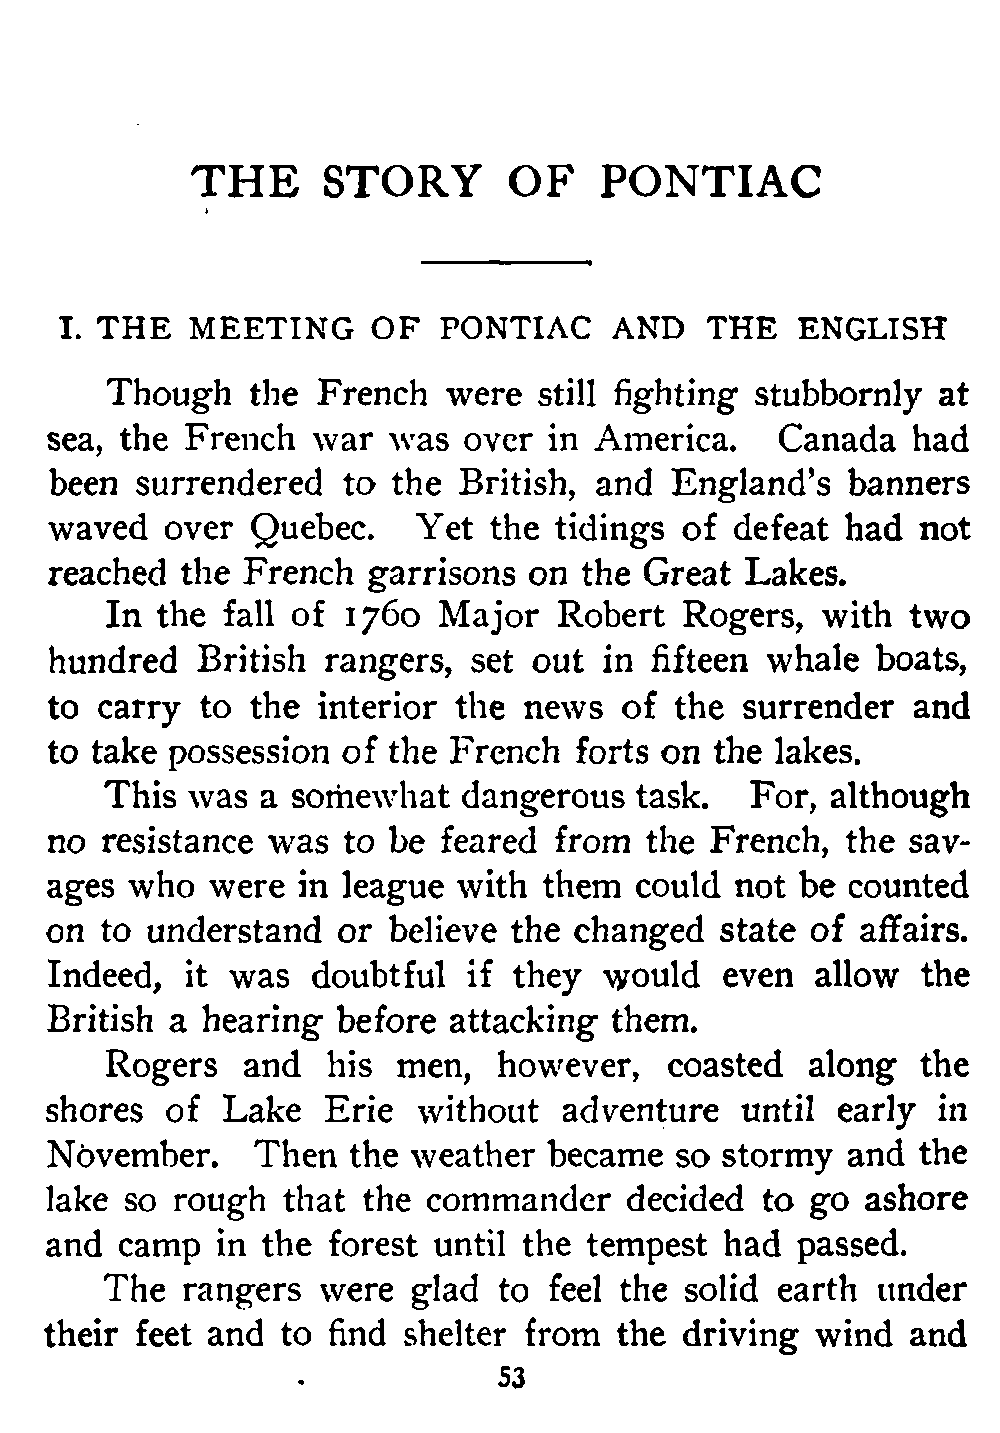 THE STORY OF PONTIAC
I. THE MEETING OF PONTIAC AND THE ENGLISH
Though the French were still fighting stubbornly at
sea, the French war was over in America. Canada had
been surrendered to the British, and England's banners
waved over Quebec. Yet the tidings of defeat had not
reached the French garrisons on the Great Lakes.
In the fall of 1760 Major Robert Rogers, with two
hundred British rangers, set out in fifteen whale boats,
to carry to the interior the news of the surrender and
to take possession of the French forts on the lakes.
This was a somewhat dangerous task. For, although
no resistance was to be feared from the French, the sav-
ages who were in league with them could not be counted
on to understand or believe the changed state of affairs.
Indeed, it was doubtful if they would even allow the
British a hearing before attacking them.
Rogers and his men, however, coasted along the
shores of Lake Erie without adventure until early in
November. Then the weather became so stormy and the
lake so rough that the commander decided to go ashore
and camp in the forest until the tempest had passed.
The rangers were glad to feel the solid earth under
their feet and to find shelter from the driving wind and
53